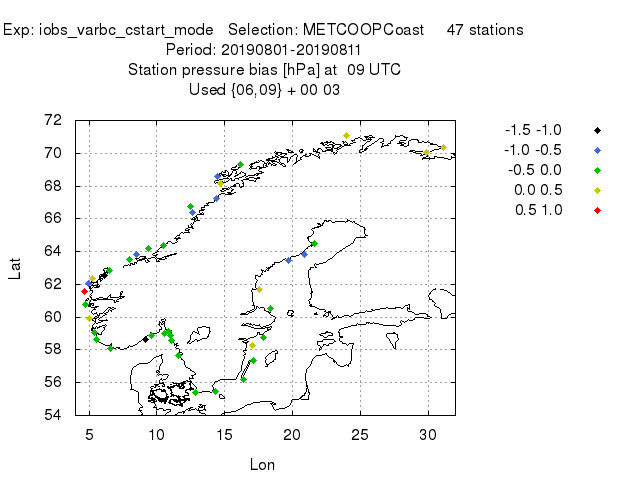 Exp: iobs_varbc_cstart_mode Selection: METCOOPCoast 47 stations
Period: 20190801-20190811
Station pressure bias [hPa] at 09 UTC
Used {06,09} + 00 03
-1.5 -1.0
-1.0 -0.5
-0.5 0.0
0.0 0.5
0.5 1.0
72
70
68
66
64
62
60
58
56
54
Lat
5 10 15 20 25 30
Lon